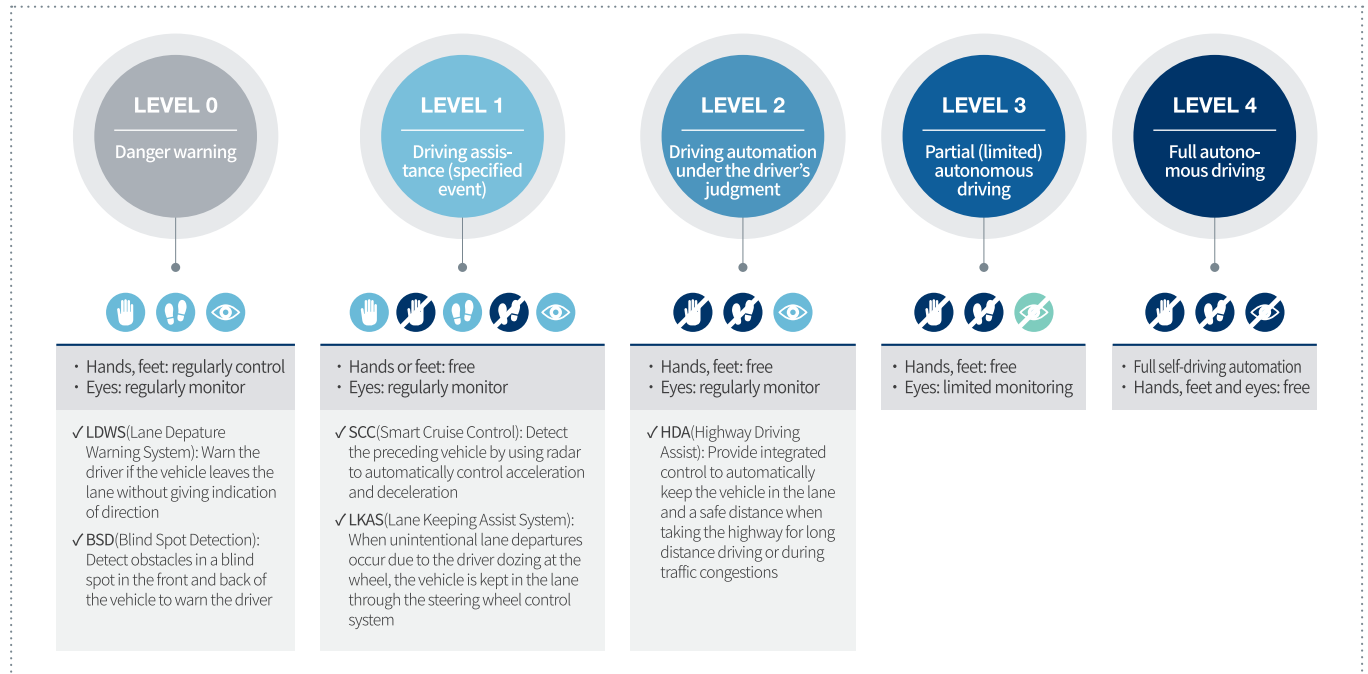 LEVEL 0
Danger warning
LEVEL 1
Driving assis-
tance (specified
event)
LEVEL 2
Driving automation
under the driver's
judgment
LEVEL 3
Partial (limited)
autonomous
driving
LEVEL 4
Full autono-
mous driving
・Hands, feet: regularly control
・Eyes: regularly monitor
・Hands or feet: free
・Eyes: regularly monitor
・Hands, feet: free
・Eyes: regularly monitor
・Hands, feet: free
・Eyes: limited monitoring
・Full self-driving automation
・Hands, feet and eyes: free
✓ LDWS(Lane Depature
Warning System): Warn the
driver if the vehicle leaves the
lane without giving indication
of direction
✓ BSD(Blind Spot Detection):
Detect obstacles in a blind
spot in the front and back of
the vehicle to warn the driver
✓ SCC(Smart Cruise Control): Detect
the preceding vehicle by using radar
to automatically control acceleration
and deceleration
✓ LKAS(Lane Keeping Assist System):
When unintentional lane departures
occur due to the driver dozing at the
wheel, the vehicle is kept in the lane
through the steering wheel control
system
✓ HDA(Highway Driving
Assist): Provide integrated
control to automatically
keep the vehicle in the lane
and a safe distance when
taking the highway for long
distance driving or during
traffic congestions